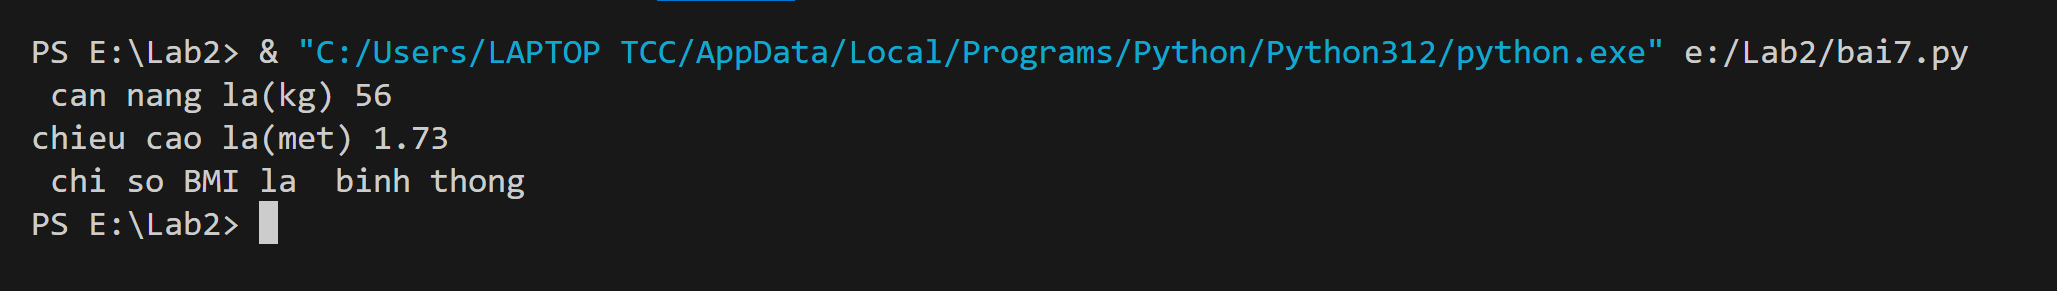 PS E:\Lab2> & "C:/Users/LAPTOP TCC/AppData/Local/Programs/Python/Python312/python.exe" e:/Lab2/bai7.py
 can nang la(kg) 56
chieu cao la(met) 1.73
 chi so BMI la  binh thong
PS E:\Lab2>